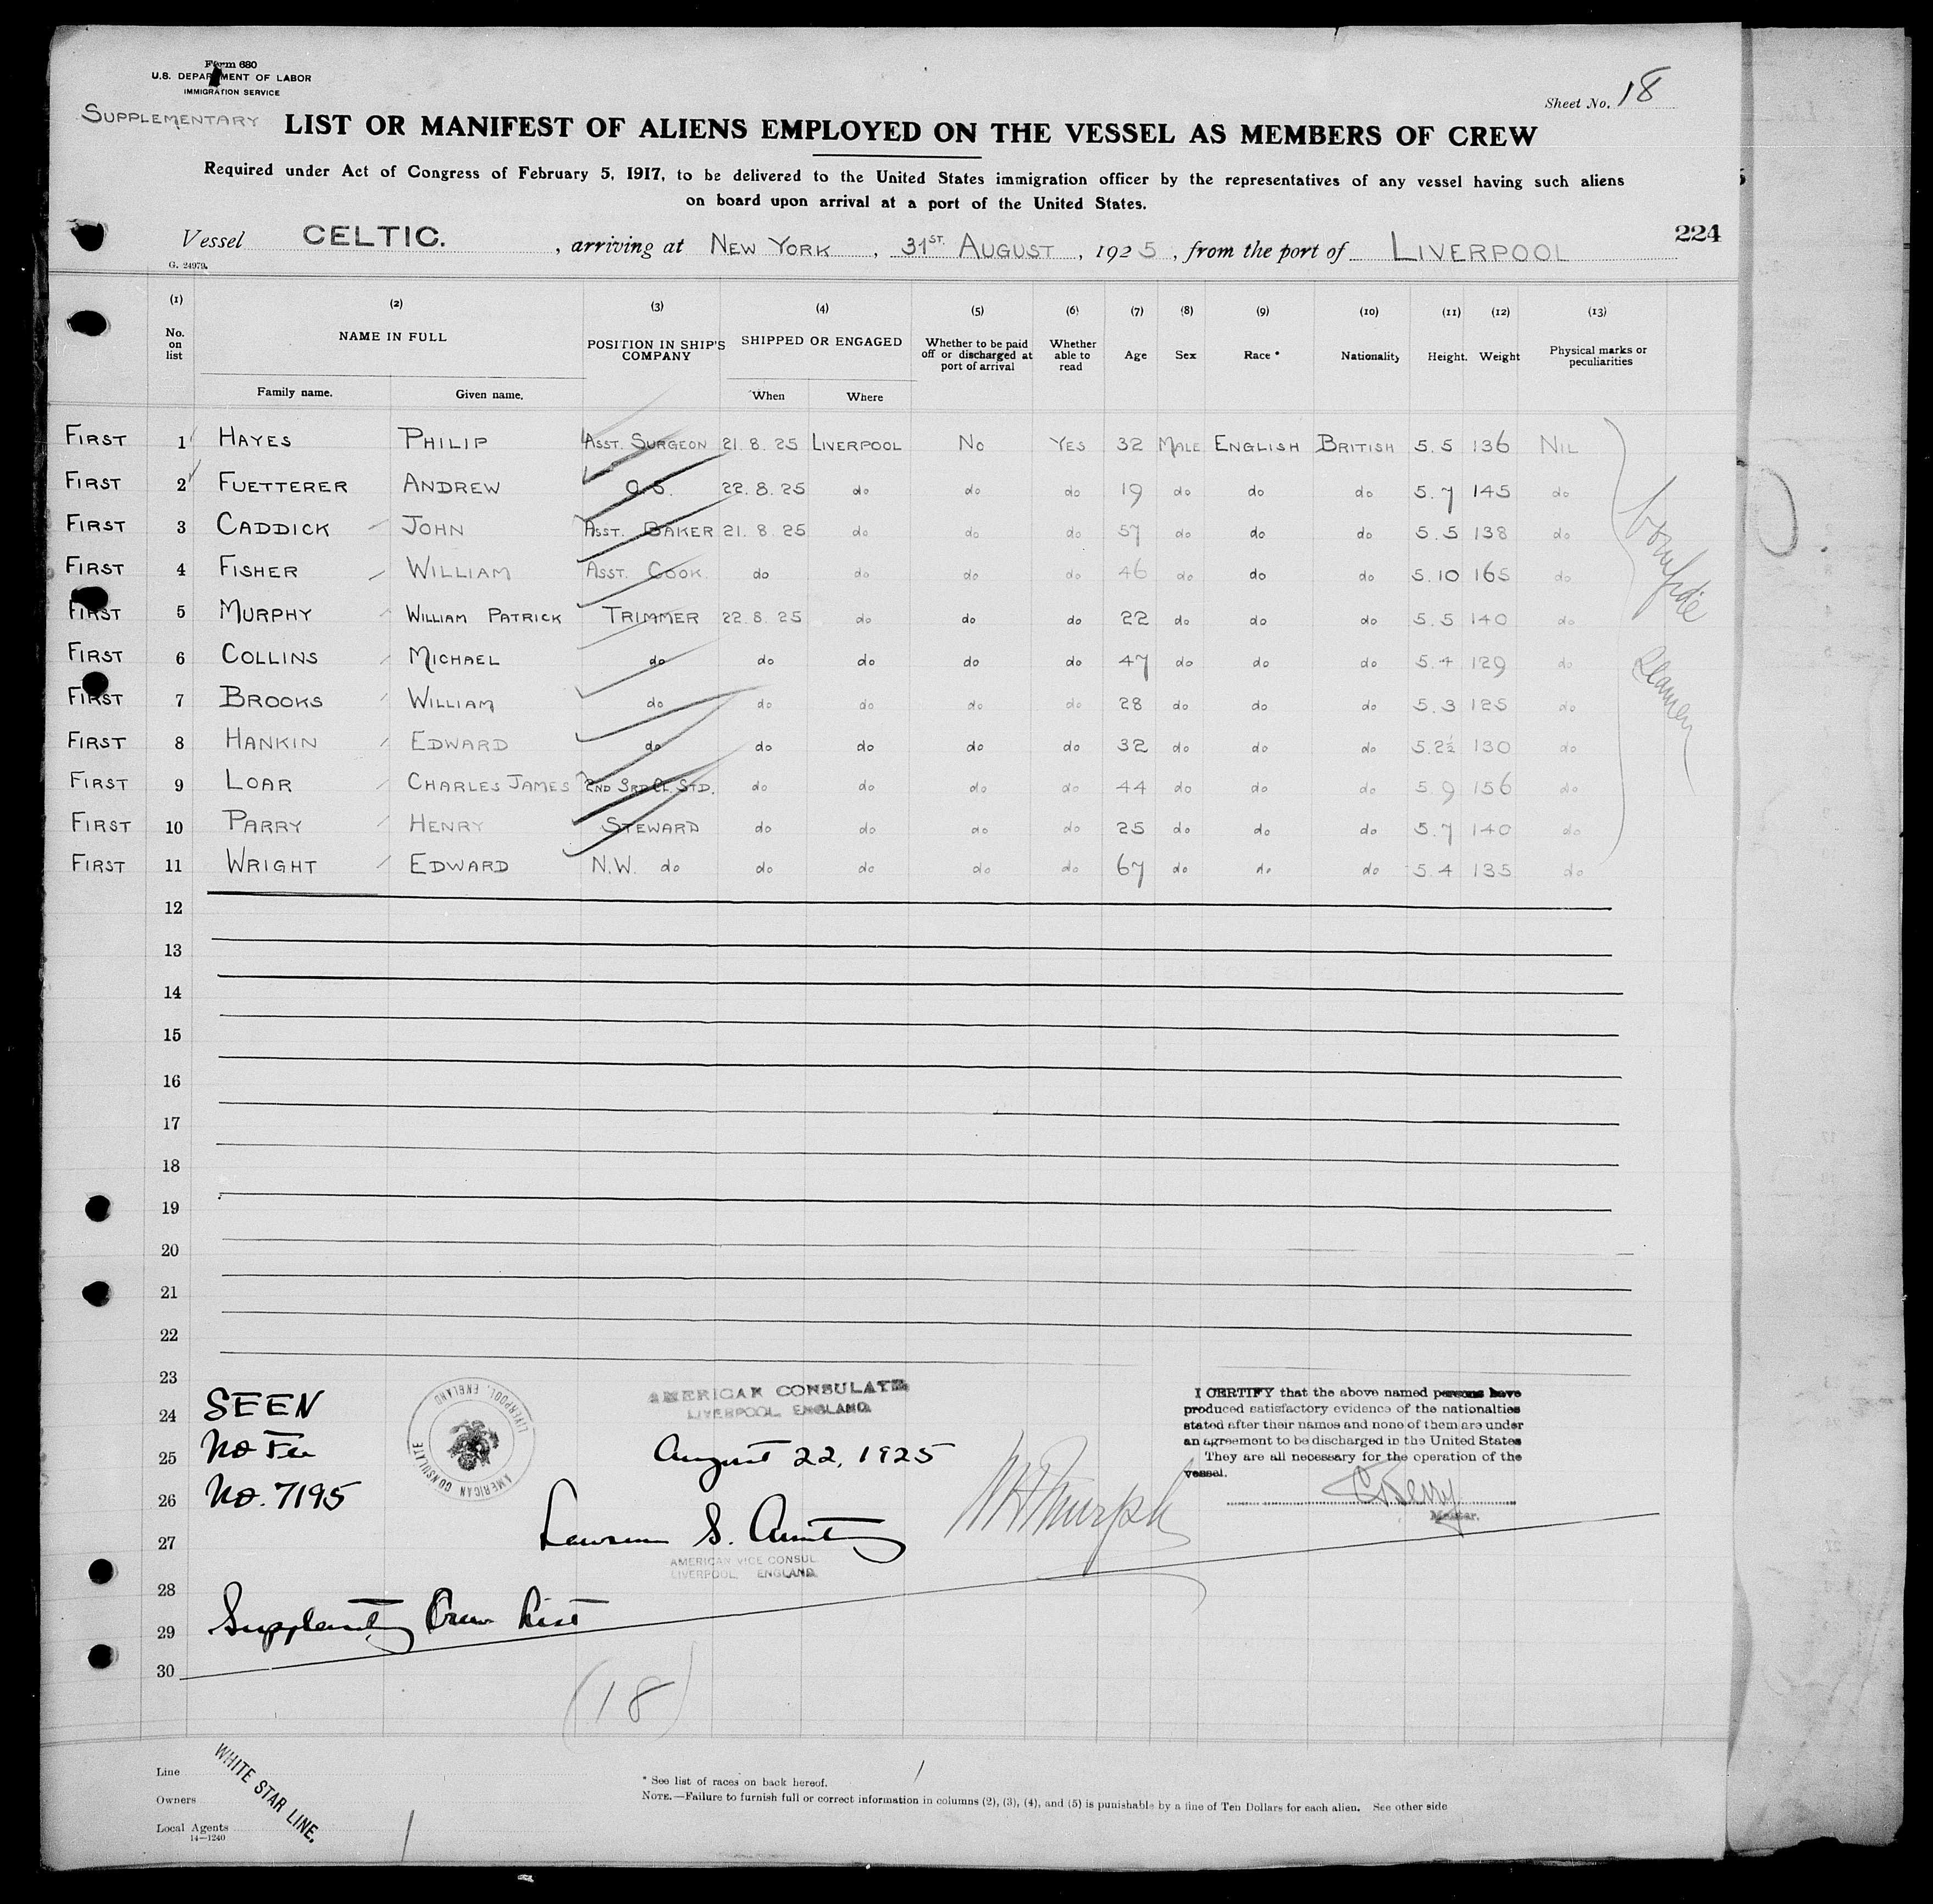 Form 680
U.S. DEPARTMENT OF LABOR
IMMIGRATION SERVICE
Sheet No. 18
SUPPLEMENTARY LIST OR MANIFEST OF ALIENS EMPLOYED ON THE VESSEL AS MEMBERS OF CREW
Required under Act of Congress of February 5, 1917, to be delivered to the United States immigration officer by the representatives of any vessel having such aliens
on board upon arrival at a port of the United States.
224
Vessel CELTIC. , arriving at NEW YORK , 31ST. AUGUST , 1925 , from the port of LIVERPOOL
G. 24979.
(1) (2) (3) (4) (5) (6) (7) (8) (9) (10) (11) (12) (13)
No. on list NAME IN FULL POSITION IN SHIP'S COMPANY SHIPPED OR ENGAGED Whether to be paid off or discharged at port of arrival Whether able to read Age Sex Race * Nationality Height. Weight Physical marks or peculiarities
Family name. Given name. When Where
FIRST 1 HAYES PHILIP ASST. SURGEON 21. 8. 25 LIVERPOOL NO YES 32 MALE ENGLISH BRITISH 5. 5 136 NIL
FIRST 2 FUETTERER ANDREW O.S. 22. 8. 25 do do do 19 do do do 5. 7 145 do
FIRST 3 CADDICK JOHN ASST. BAKER 21. 8. 25 do do do 57 do do do 5. 5 138 do
FIRST 4 FISHER WILLIAM ASST. COOK. do do do do 46 do do do 5. 10 165 do
FIRST 5 MURPHY WILLIAM PATRICK TRIMMER 22. 8. 25 do do do 22 do do do 5. 5 140 do
FIRST 6 COLLINS MICHAEL do do do do do 47 do do do 5. 4 129 do
FIRST 7 BROOKS WILLIAM do do do do do 28 do do do 5. 3 125 do
FIRST 8 HANKIN EDWARD do do do do do 32 do do do 5. 2½ 130 do
FIRST 9 LOAR CHARLES JAMES 2ND 3RD CL. STD. do do do do 44 do do do 5. 9 156 do
FIRST 10 PARRY HENRY STEWARD do do do do 25 do do do 5. 7 140 do
FIRST 11 WRIGHT EDWARD N.W. do do do do do 67 do do do 5. 4 135 do
bonafide
Seamen
12
13
14
15
16
17
18
19
20
21
22
23
24
25
26
27
28
29
30
SEEN
No Fee
No. 7195
AMERICAN CONSULATE
LIVERPOOL, ENGLAND
AMERICAN CONSULATE
LIVERPOOL, ENGLAND.
August 22, 1925
AMERICAN VICE CONSUL
LIVERPOOL, ENGLAND.
I CERTIFY that the above named persons have
produced satisfactory evidence of the nationalities
stated after their names and none of them are under
an agreement to be discharged in the United States
They are all necessary for the operation of the
vessel.
Master.
Supplementary Crew List
(18)
Line
Owners
Local Agents
14—1240
WHITE STAR LINE.
* See list of races on back hereof.
NOTE.—Failure to furnish full or correct information in columns (2), (3), (4), and (5) is punishable by a fine of Ten Dollars for each alien. See other side